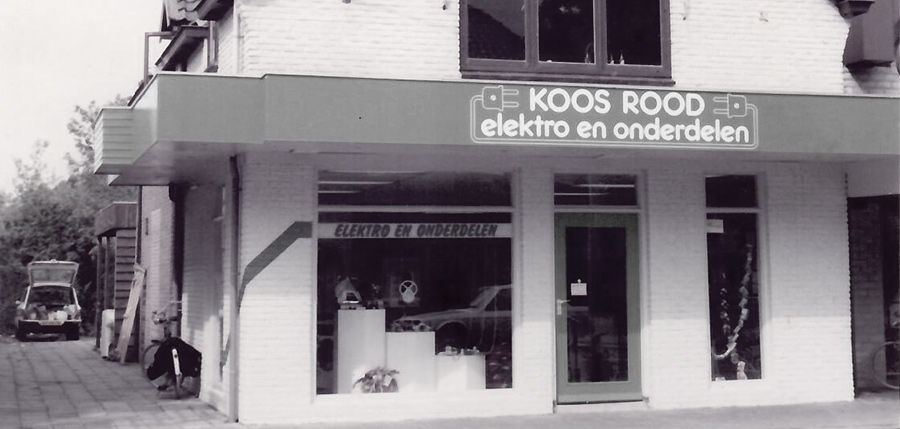 KOOS ROOD
elektro en onderdelen
ELEKTRO EN ONDERDELEN